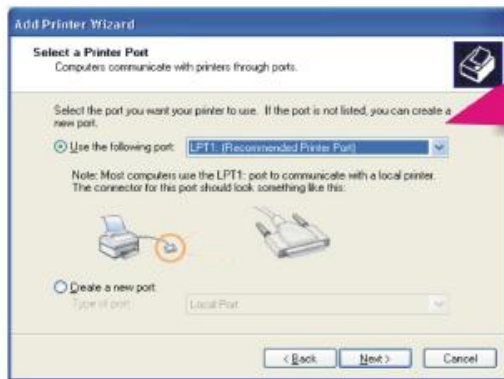 Add Printer Wizard
Select a Printer Port
Computers communicate with printers through ports.
Select the port you want your printer to use. If the port is not listed, you can create a
new port.
Use the following port: LPT1: (Recommended Printer Port)
Note: Most computers use the LPT1: port to communicate with a local printer.
The connector for this port should look something like this:
Create a new port:
Type of port: Local Port
< Back Next > Cancel